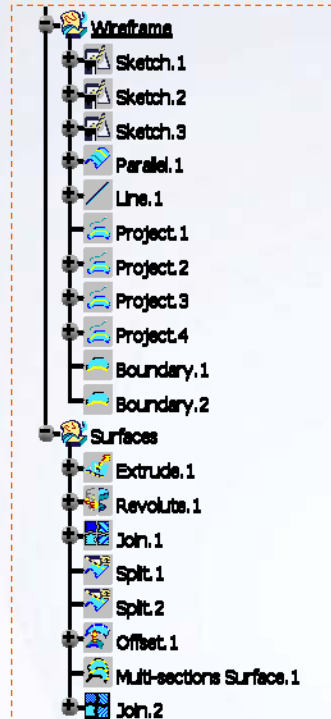 Wireframe
Sketch.1
Sketch.2
Sketch.3
Parallel.1
Line.1
Project.1
Project.2
Project.3
Project.4
Boundary.1
Boundary.2
Surfaces
Extrude.1
Revolute.1
Join.1
Split.1
Split.2
Offset.1
Multi-sections Surface.1
Join.2